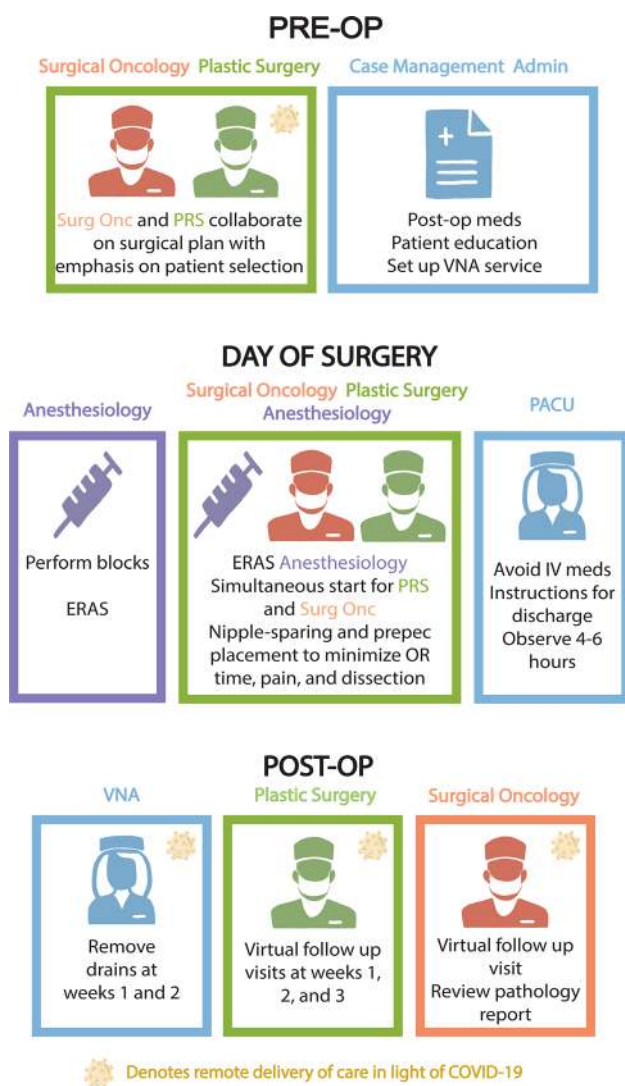 PRE-OP
Surgical Oncology Plastic Surgery
Case Management Admin
Surg Onc and PRS collaborate
on surgical plan with
emphasis on patient selection
Post-op meds
Patient education
Set up VNA service
DAY OF SURGERY
Anesthesiology
Surgical Oncology Plastic Surgery
Anesthesiology
PACU
Perform blocks
ERAS
ERAS Anesthesiology
Simultaneous start for PRS
and Surg Onc
Nipple-sparing and prepec
placement to minimize OR
time, pain, and dissection
Avoid IV meds
Instructions for
discharge
Observe 4-6
hours
POST-OP
VNA
Plastic Surgery
Surgical Oncology
Remove
drains at
weeks 1 and 2
Virtual follow up
visits at weeks 1,
2, and 3
Virtual follow up
visit
Review pathology
report
Denotes remote delivery of care in light of COVID-19